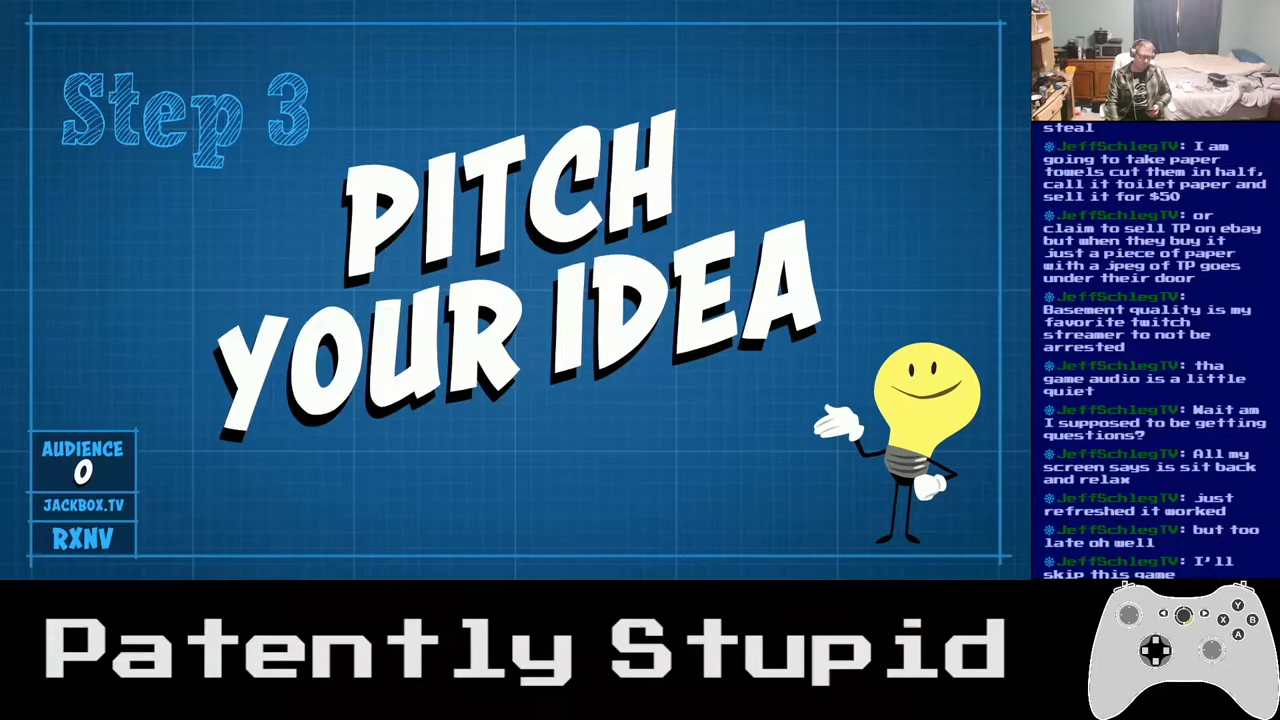 Step 3
PITCH
YOUR IDEA
AUDIENCE
0
JACKBOX.TV
RXNV
steal
JeffSchlegTV: I am
going to take paper
towels cut them in half,
call it toilet paper and
sell it for $50
JeffSchlegTV: or
claim to sell TP on ebay
but when they buy it
just a piece of paper
with a jpeg of TP goes
under their door
JeffSchlegTV:
Basement quality is my
favorite twitch
streamer to not be
arrested
JeffSchlegTV: tha
game audio is a little
quiet
JeffSchlegTV: Wait am
I supposed to be getting
questions?
JeffSchlegTV: All my
screen says is sit back
and relax
JeffSchlegTV: just
refreshed it worked
JeffSchlegTV: but too
late oh well
JeffSchlegTV: I'll
skip this game
Patently Stupid
Y
X
B
A